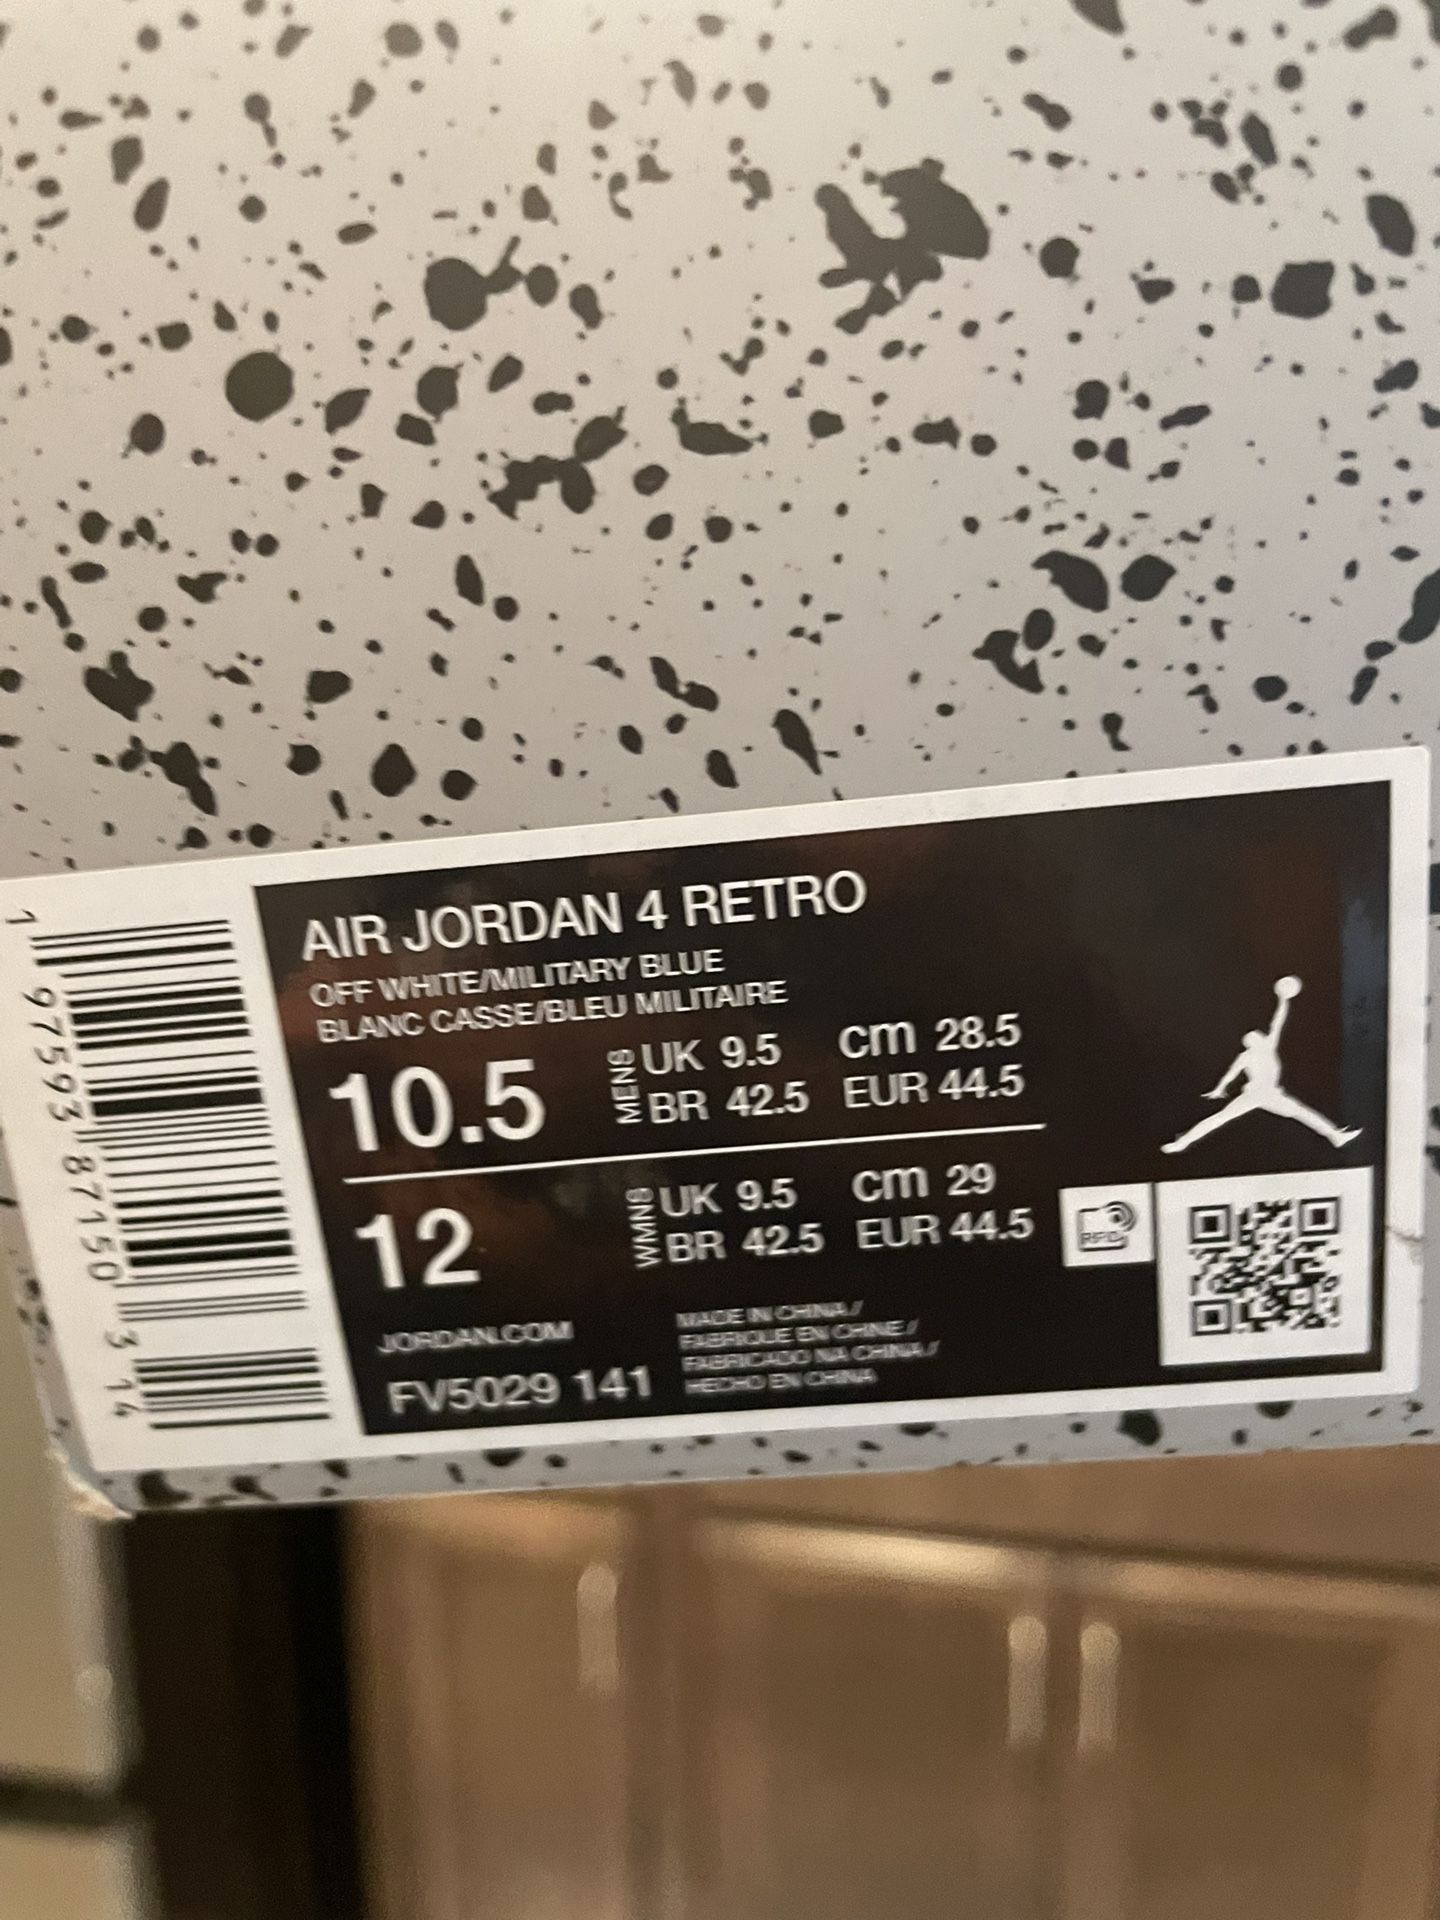 AIR JORDAN 4 RETRO
OFF WHITE/MILITARY BLUE
BLANC CASSE/BLEU MILITAIRE
10.5 MENS UK 9.5 cm 28.5
BR 42.5 EUR 44.5
12 WMNS UK 9.5 cm 29
BR 42.5 EUR 44.5
RFID
JORDAN.COM
FV5029 141
MADE IN CHINA /
FABRIQUE EN CHINE /
FABRICADO NA CHINA /
HECHO EN CHINA
1 97593 87150 3 14